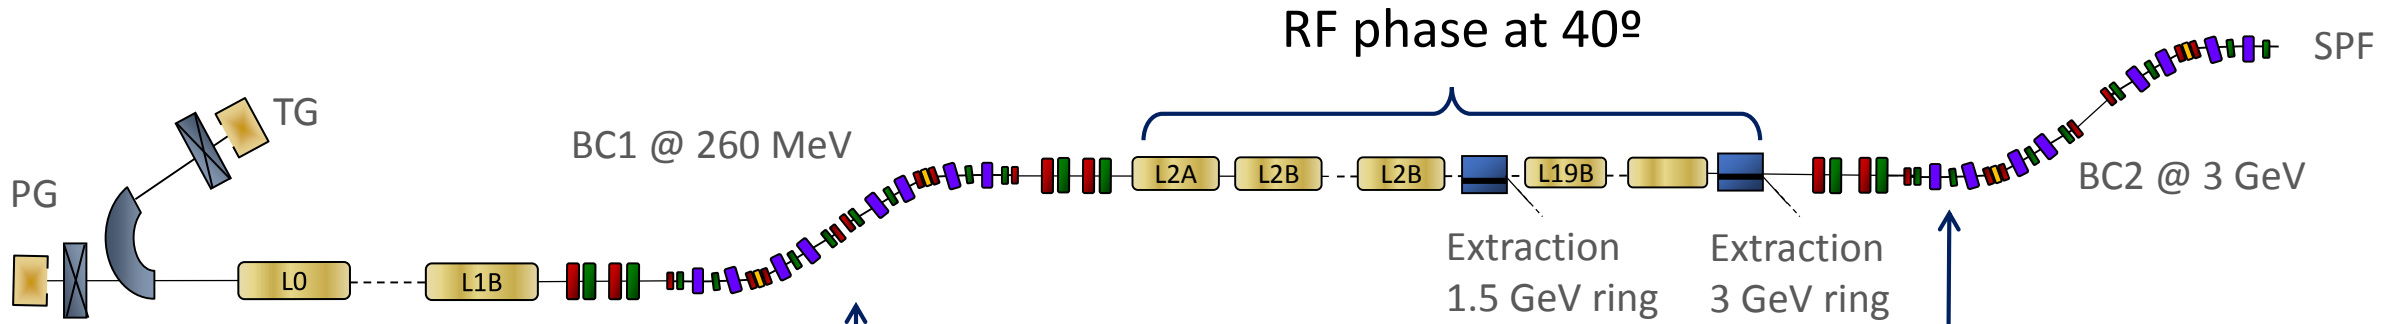 RF phase at 40º
SPF
TG
BC1 @ 260 MeV
PG
L2A
L2B
L2B
L19B
BC2 @ 3 GeV
L0
L1B
Extraction
1.5 GeV ring
Extraction
3 GeV ring